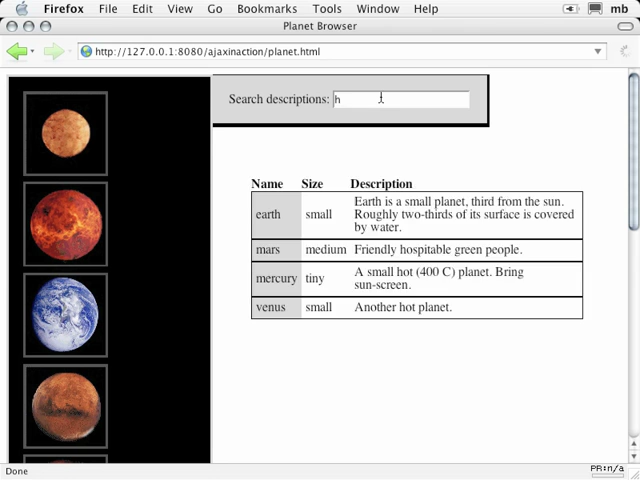 Firefox File Edit View Go Bookmarks Tools Window Help mb
Planet Browser
http://127.0.0.1:8080/ajaxinaction/planet.html
Search descriptions: h
Name Size Description
earth small Earth is a small planet, third from the sun.
Roughly two-thirds of its surface is covered
by water.
mars medium Friendly hospitable green people.
mercury tiny A small hot (400 C) planet. Bring
sun-screen.
venus small Another hot planet.
Done PR:n/a